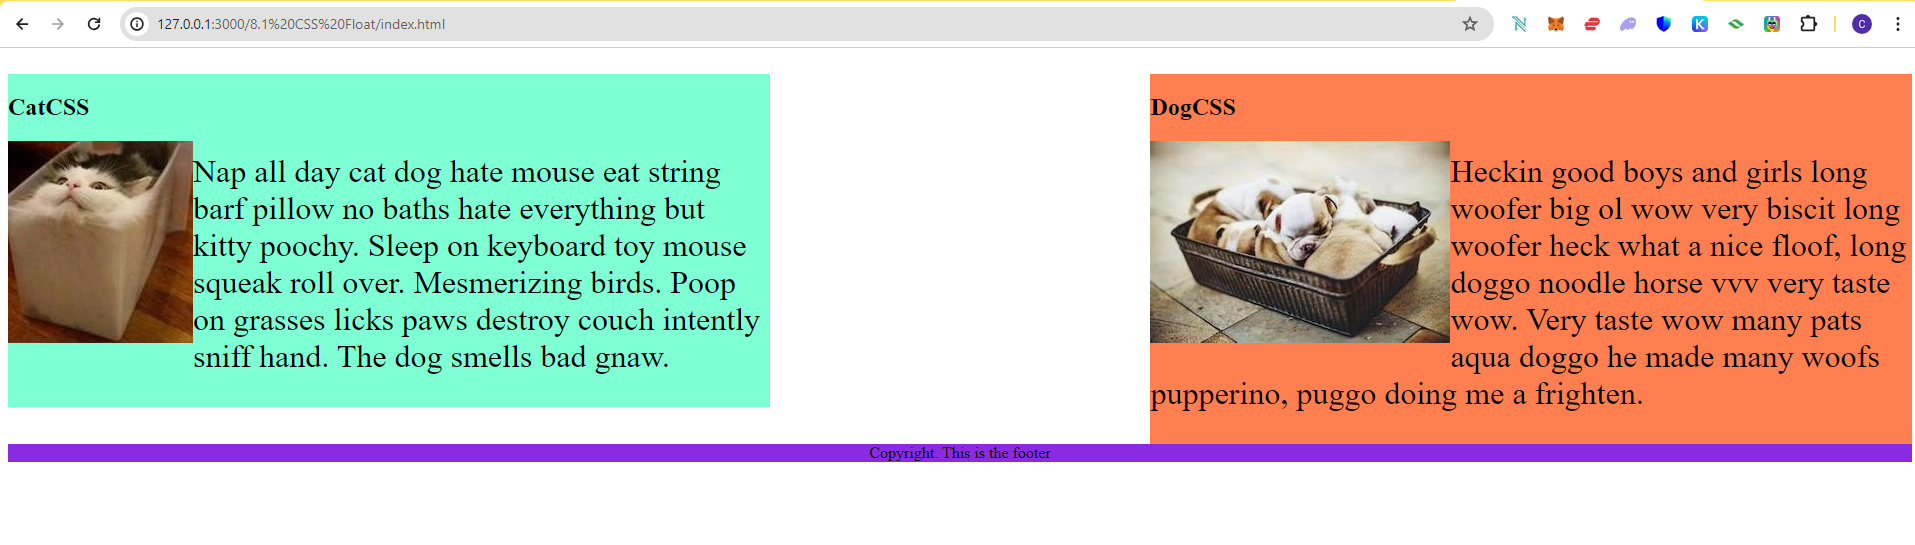 127.0.0.1:3000/8.1%20CSS%20Float/index.html
C
CatCSS
Nap all day cat dog hate mouse eat string
barf pillow no baths hate everything but
kitty poochy. Sleep on keyboard toy mouse
squeak roll over. Mesmerizing birds. Poop
on grasses licks paws destroy couch intently
sniff hand. The dog smells bad gnaw.
DogCSS
Heckin good boys and girls long
woofer big ol wow very biscit long
woofer heck what a nice floof, long
doggo noodle horse vvv very taste
wow. Very taste wow many pats
aqua doggo he made many woofs
pupperino, puggo doing me a frighten.
Copyright. This is the footer